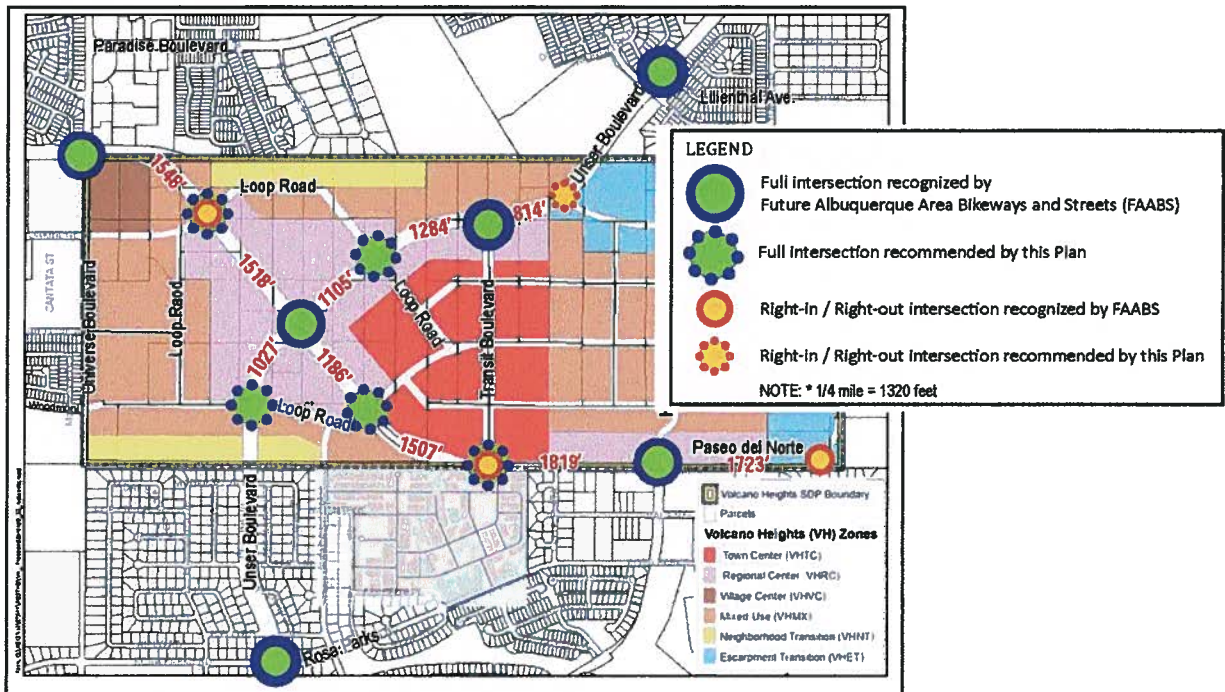 Paradise Boulevard
Lilienthal Ave.
Unser Boulevard
LEGEND
Full intersection recognized by
Future Albuquerque Area Bikeways and Streets (FAABS)
Full intersection recommended by this Plan
Right-in / Right-out intersection recognized by FAABS
Right-in / Right-out intersection recommended by this Plan
NOTE: * 1/4 mile = 1320 feet
1548'
Loop Road
1284'
814'
CANTATA ST
Universe Boulevard
Loop Road
1518'
1105'
Loop Road
Transit Boulevard
1027'
1186'
Loop Road
1507'
1819'
Paseo del Norte
1723'
Unser Boulevard
Rosa Parks
Volcano Heights SDP Boundary
Parcels
Volcano Heights (VH) Zones
Town Center (VHTC)
Regional Center (VHRC)
Village Center (VHVC)
Mixed Use (VHMX)
Neighborhood Transition (VHNT)
Escarpment Transition (VHET)